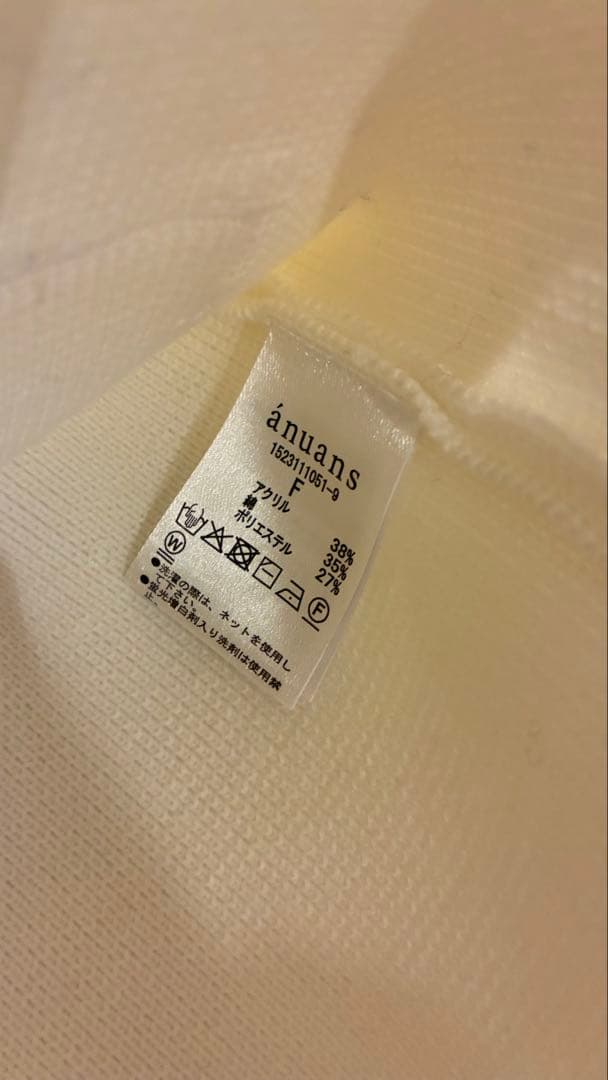 ánuans
1523111051-9
F
アクリル 38%
綿 35%
ポリエステル 27%
F
W
●洗濯の際は、ネットを使用し
て下さい。
●蛍光増白剤入り洗剤は使用禁
止。